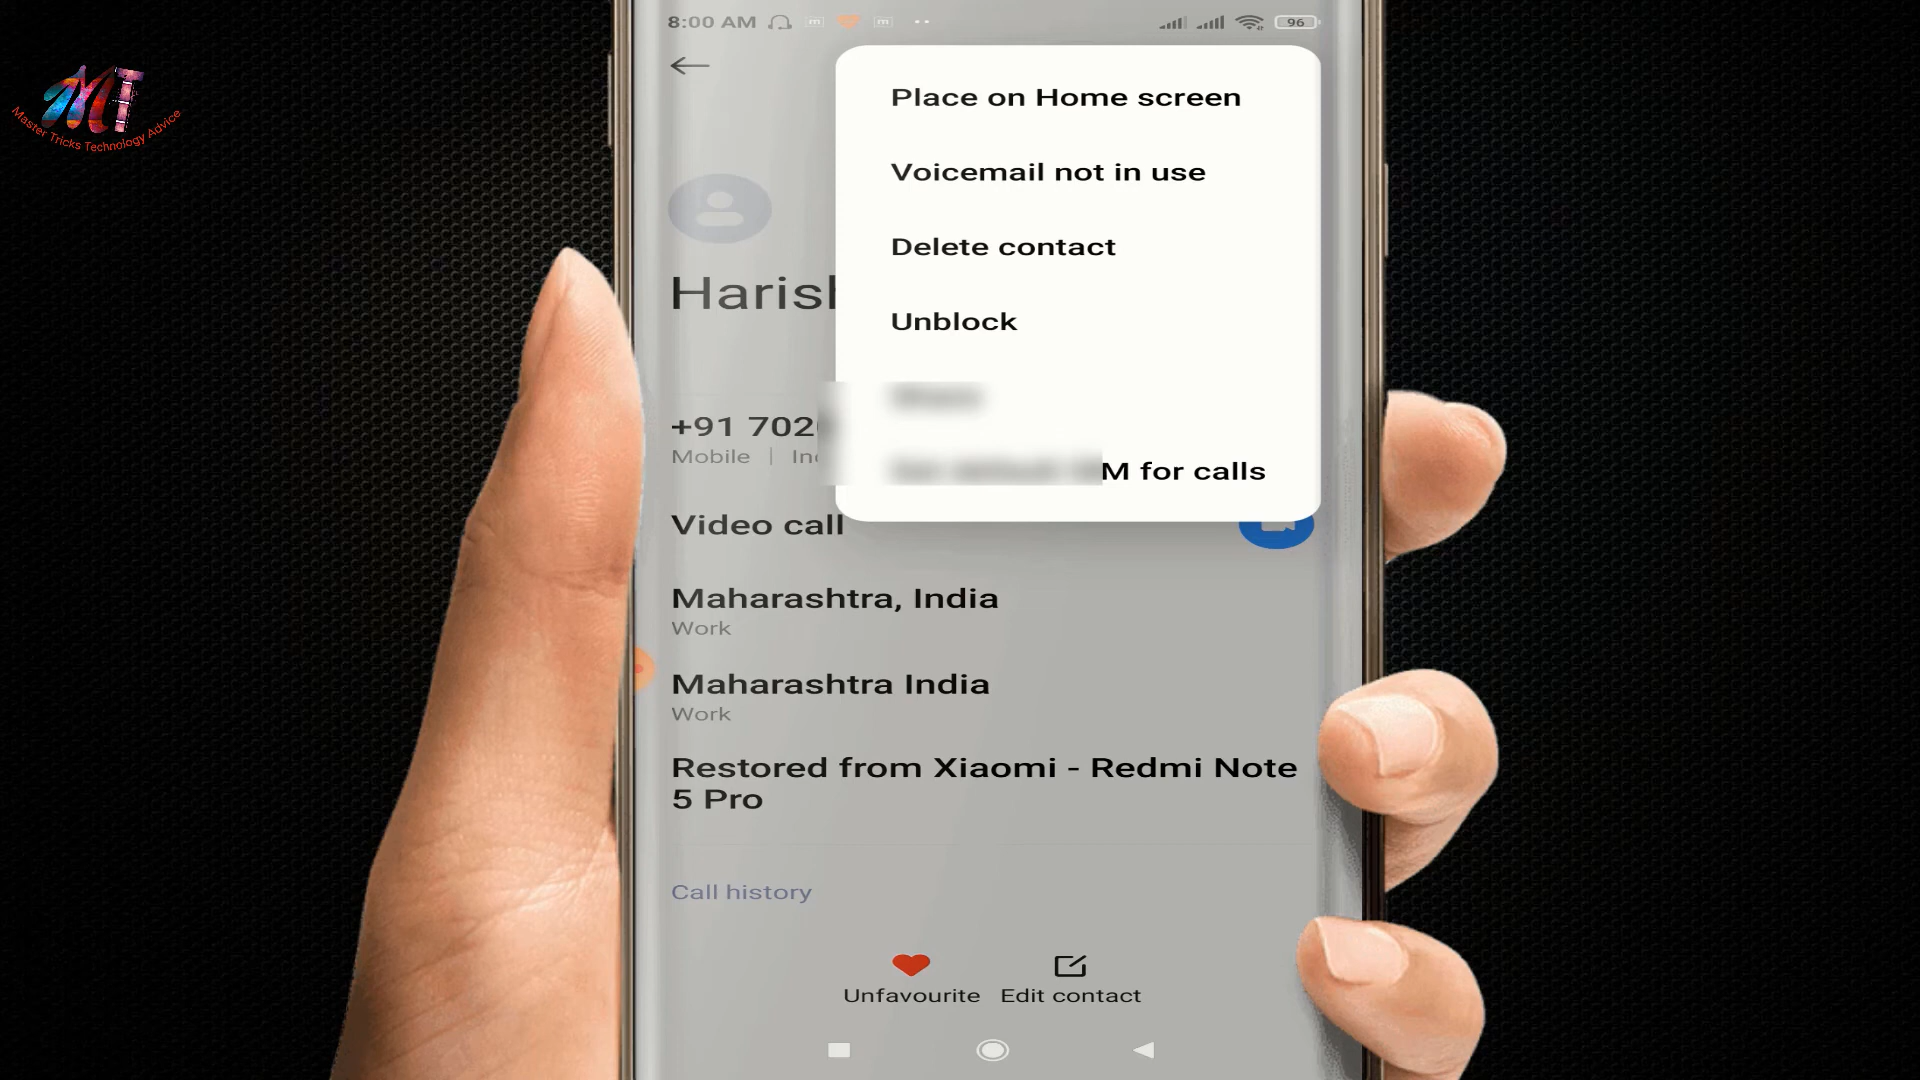 8:00 AM
96
MT
Master Tricks Technology Advice
Place on Home screen
Voicemail not in use
Delete contact
Unblock
M for calls
Harish
+91 702
Mobile | In
Video call
Maharashtra, India
Work
Maharashtra India
Work
Restored from Xiaomi - Redmi Note
5 Pro
Call history
Unfavourite
Edit contact